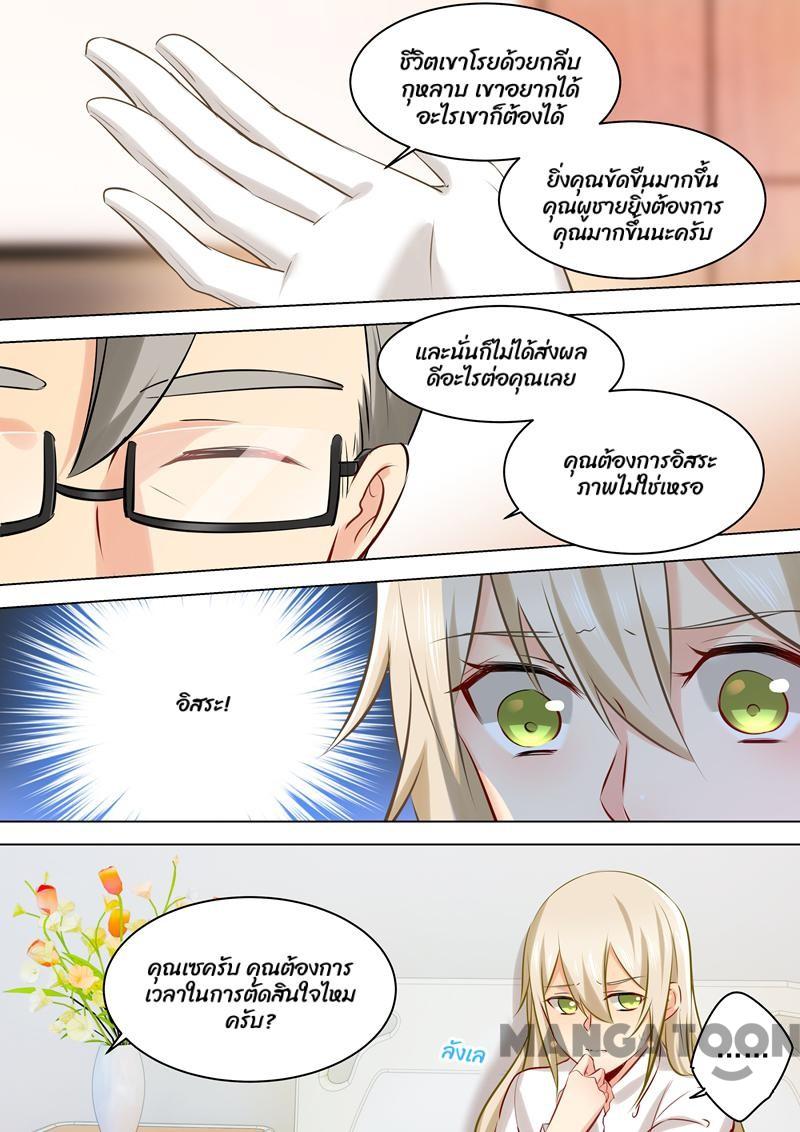 ชีวิตเขาโรยด้วยกลีบ
กุหลาบ เขาอยากได้
อะไรเขาก็ต้องได้
ยิ่งคุณขัดขืนมากขึ้น
คุณผู้ชายยิ่งต้องการ
คุณมากขึ้นนะครับ
และนั่นก็ไม่ได้ส่งผล
ดีอะไรต่อคุณเลย
คุณต้องการอิสระ
ภาพไม่ใช่เหรอ
อิสระ!
คุณเซครับ คุณต้องการ
เวลาในการตัดสินใจไหม
ครับ?
ลังเล
......
MANGATOON